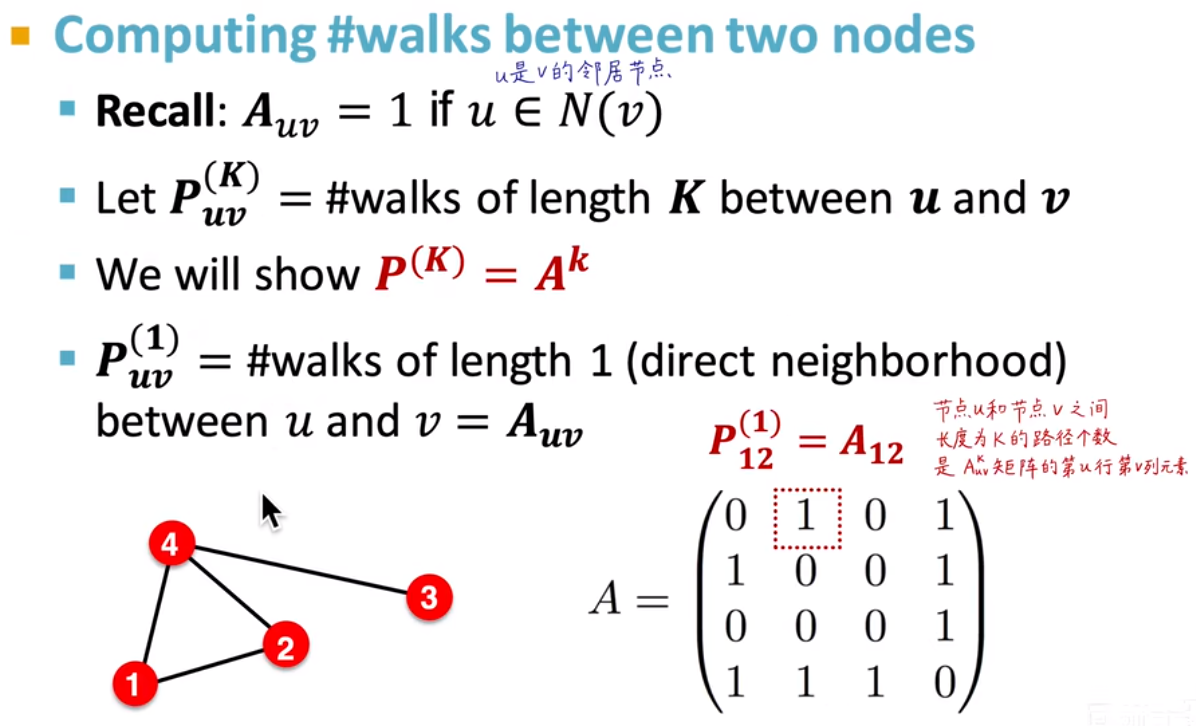 Computing #walks between two nodes
u是v的邻居节点
Recall: A_{uv} = 1 if u ∈ N(v)
Let P_{uv}^{(K)} = #walks of length K between u and v
We will show P^{(K)} = A^k
P_{uv}^{(1)} = #walks of length 1 (direct neighborhood)
between u and v = A_{uv}
P_{12}^{(1)} = A_{12}
节点u和节点v之间
长度为K的路径个数
是 A_{uv}^K 矩阵的第u行第v列元素
4
3
2
1
A =
0 1 0 1
1 0 0 1
0 0 0 1
1 1 1 0